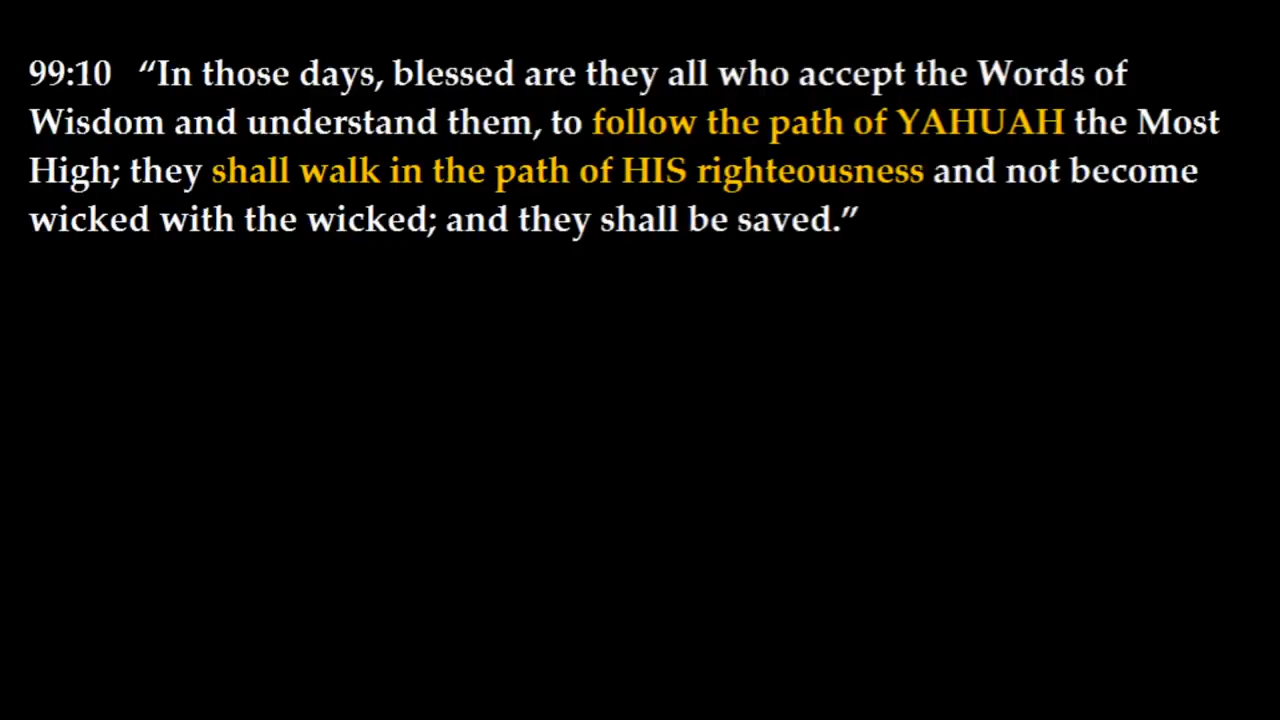 99:10 “In those days, blessed are they all who accept the Words of
Wisdom and understand them, to follow the path of YAHUAH the Most
High; they shall walk in the path of HIS righteousness and not become
wicked with the wicked; and they shall be saved.”